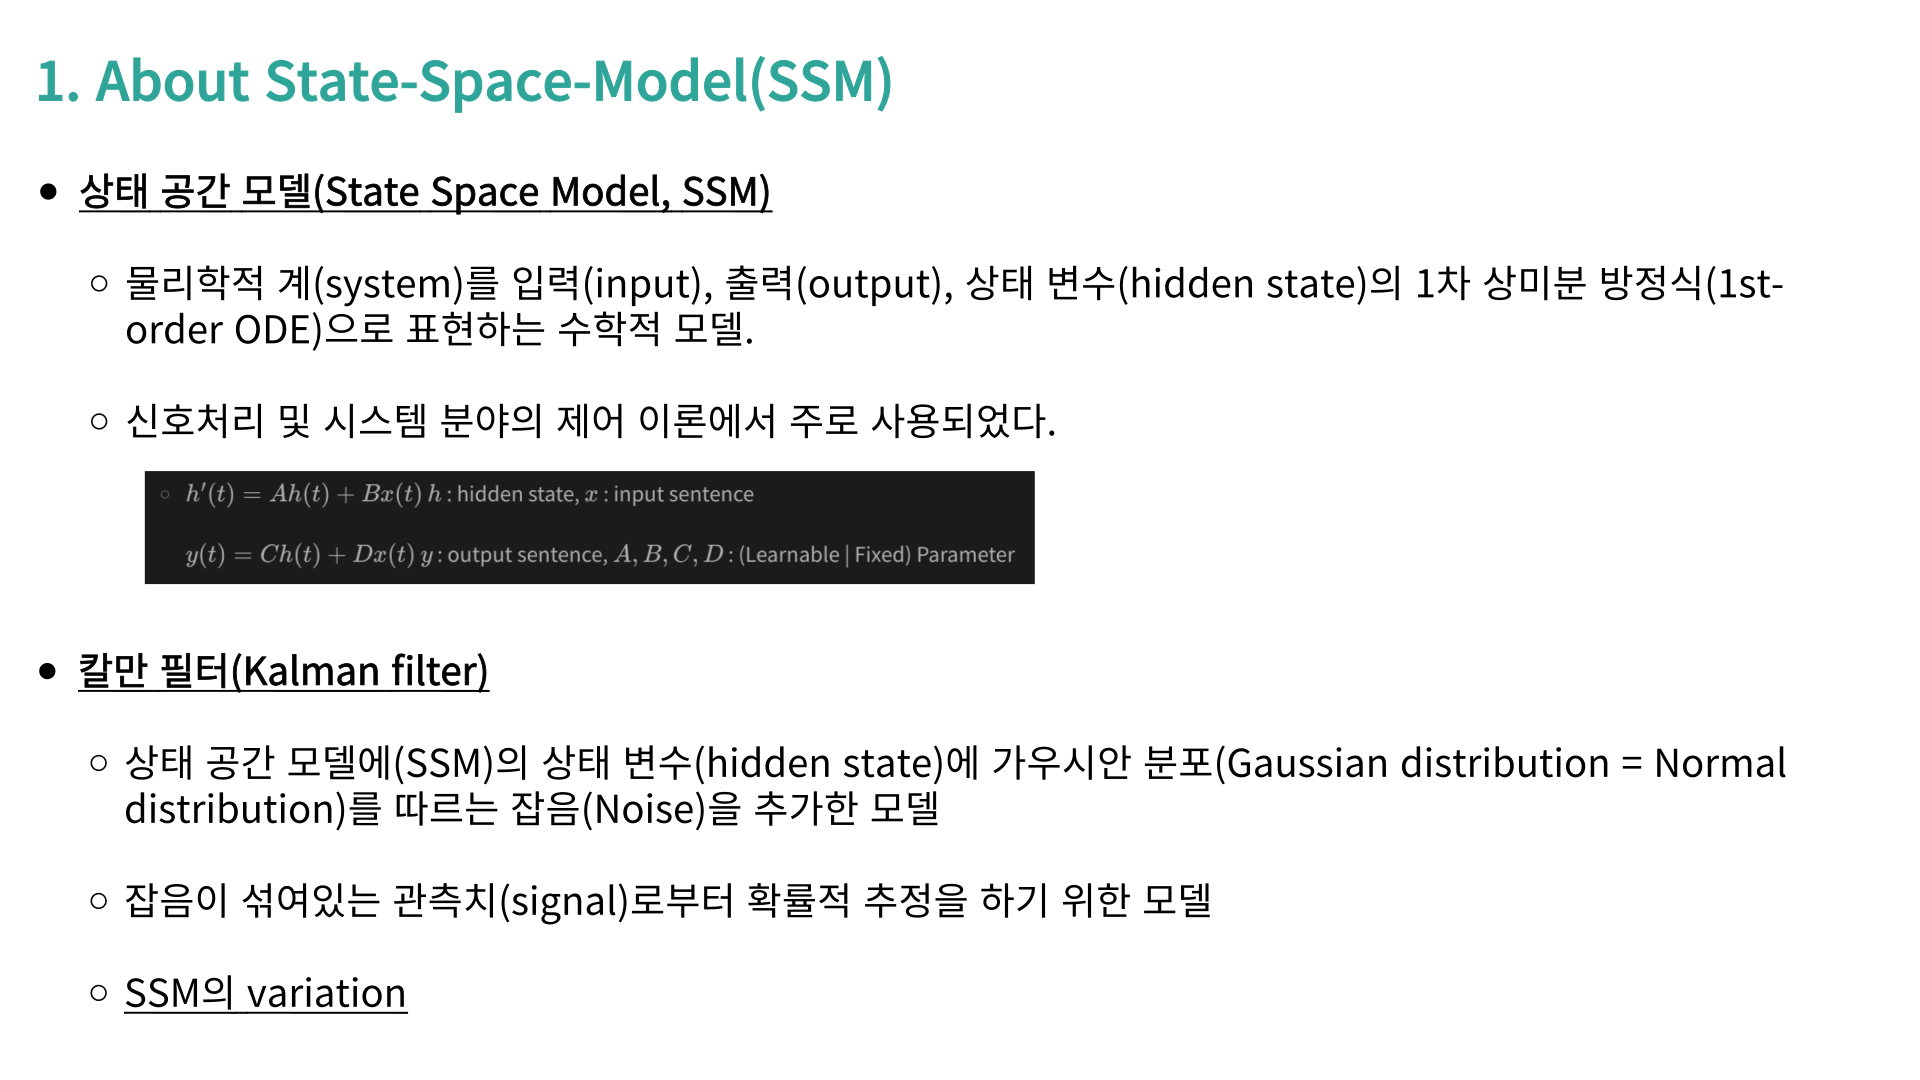 1. About State-Space-Model(SSM)
● 상태 공간 모델(State Space Model, SSM)
○ 물리학적 계(system)를 입력(input), 출력(output), 상태 변수(hidden state)의 1차 상미분 방정식(1st-
order ODE)으로 표현하는 수학적 모델.
○ 신호처리 및 시스템 분야의 제어 이론에서 주로 사용되었다.
○ h′(t) = Ah(t) + Bx(t) h : hidden state, x : input sentence
y(t) = Ch(t) + Dx(t) y : output sentence, A, B, C, D : (Learnable | Fixed) Parameter
● 칼만 필터(Kalman filter)
○ 상태 공간 모델에(SSM)의 상태 변수(hidden state)에 가우시안 분포(Gaussian distribution = Normal
distribution)를 따르는 잡음(Noise)을 추가한 모델
○ 잡음이 섞여있는 관측치(signal)로부터 확률적 추정을 하기 위한 모델
○ SSM의 variation